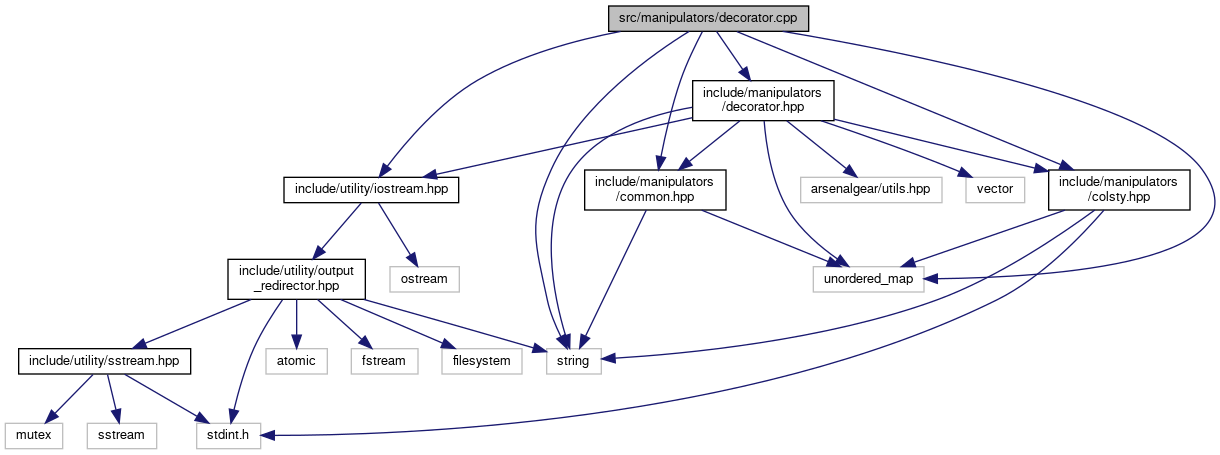 src/manipulators/decorator.cpp
include/manipulators
/decorator.hpp
include/utility/iostream.hpp
include/manipulators
/common.hpp
arsenalgear/utils.hpp
vector
include/manipulators
/colsty.hpp
include/utility/output
_redirector.hpp
ostream
unordered_map
include/utility/sstream.hpp
atomic
fstream
filesystem
string
mutex
sstream
stdint.h